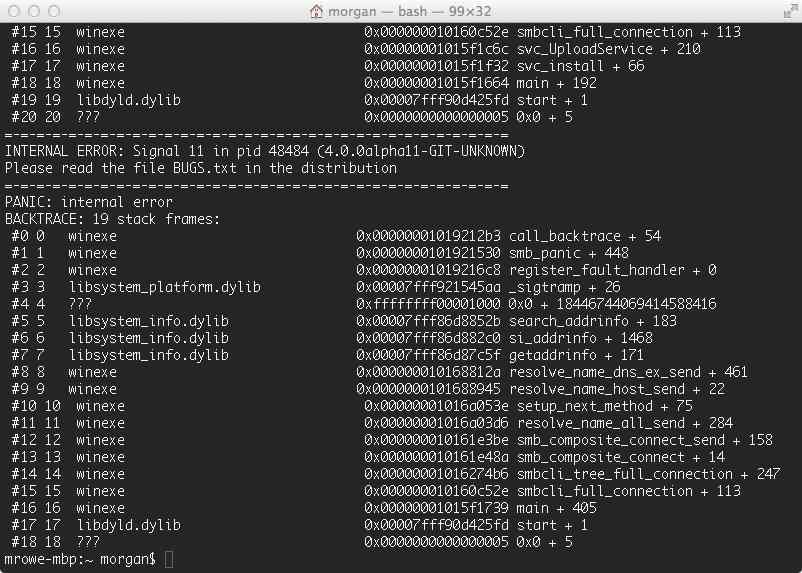 morgan — bash — 99×32
#15 15  winexe                              0x000000010160c52e smbcli_full_connection + 113
#16 16  winexe                              0x00000001015f1c6c svc_UploadService + 210
#17 17  winexe                              0x00000001015f1f32 svc_install + 66
#18 18  winexe                              0x00000001015f1664 main + 192
#19 19  libdyld.dylib                       0x00007fff90d425fd start + 1
#20 20  ???                                 0x0000000000000005 0x0 + 5
=-=-=-=-=-=-=-=-=-=-=-=-=-=-=-=-=-=-=-=-=-=-=-=-=-=-=-=-=-=-=-=
INTERNAL ERROR: Signal 11 in pid 48484 (4.0.0alpha11-GIT-UNKNOWN)
Please read the file BUGS.txt in the distribution
=-=-=-=-=-=-=-=-=-=-=-=-=-=-=-=-=-=-=-=-=-=-=-=-=-=-=-=-=-=-=-=
PANIC: internal error
BACKTRACE: 19 stack frames:
#0 0   winexe                              0x00000001019212b3 call_backtrace + 54
#1 1   winexe                              0x0000000101921530 smb_panic + 448
#2 2   winexe                              0x00000001019216c8 register_fault_handler + 0
#3 3   libsystem_platform.dylib            0x00007fff921545aa _sigtramp + 26
#4 4   ???                                 0xffffffff00001000 0x0 + 18446744069414588416
#5 5   libsystem_info.dylib                0x00007fff86d8852b search_addrinfo + 183
#6 6   libsystem_info.dylib                0x00007fff86d882c0 si_addrinfo + 1468
#7 7   libsystem_info.dylib                0x00007fff86d87c5f getaddrinfo + 171
#8 8   winexe                              0x000000010168812a resolve_name_dns_ex_send + 461
#9 9   winexe                              0x0000000101688945 resolve_name_host_send + 22
#10 10  winexe                              0x00000001016a053e setup_next_method + 75
#11 11  winexe                              0x00000001016a03d6 resolve_name_all_send + 284
#12 12  winexe                              0x000000010161e3be smb_composite_connect_send + 158
#13 13  winexe                              0x000000010161e48a smb_composite_connect + 14
#14 14  winexe                              0x00000001016274b6 smbcli_tree_full_connection + 247
#15 15  winexe                              0x000000010160c52e smbcli_full_connection + 113
#16 16  winexe                              0x00000001015f1739 main + 405
#17 17  libdyld.dylib                       0x00007fff90d425fd start + 1
#18 18  ???                                 0x0000000000000005 0x0 + 5
mrowe-mbp:~ morgan$